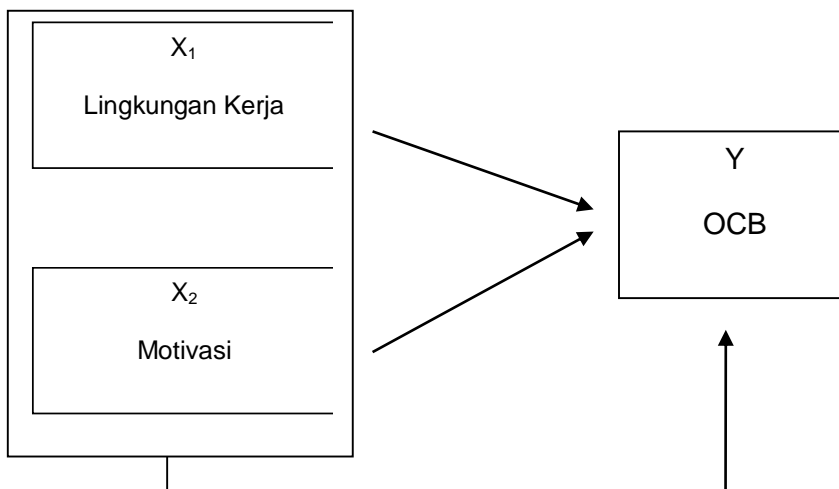 X₁
Lingkungan Kerja
Y
OCB
X₂
Motivasi